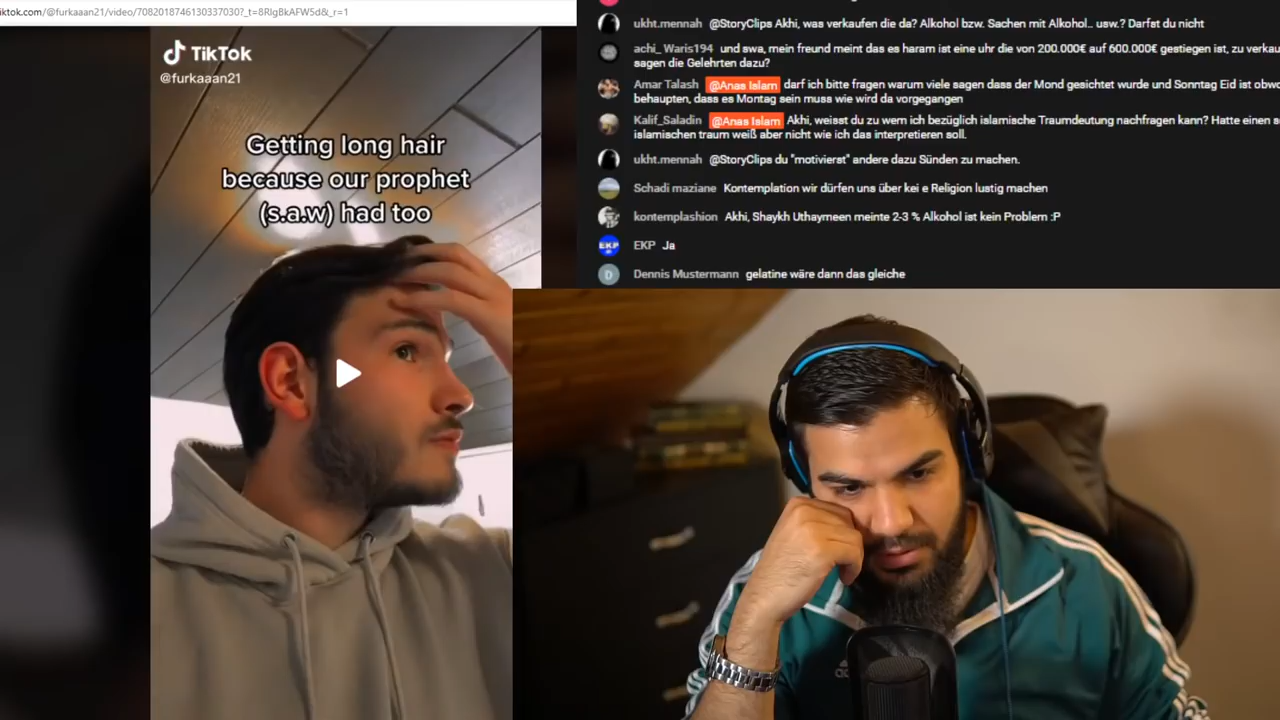 iktok.com/@furkaaan21/video/7082018746130337030?_t=8RlgBkAFW5d&_r=1
TikTok
@furkaaan21
Getting long hair
because our prophet
(s.a.w) had too
ukht.mennah @StoryClips Akhi, was verkaufen die da? Alkohol bzw. Sachen mit Alkohol.. usw.? Darfst du nicht
achi_ Waris194 und swa, mein freund meint das es haram ist eine uhr die von 200.000€ auf 600.000€ gestiegen ist, zu verkau
sagen die Gelehrten dazu?
Amar Talash @Anas Islam darf ich bitte fragen warum viele sagen dass der Mond gesichtet wurde und Sonntag Eid ist obwo
behaupten, dass es Montag sein muss wie wird da vorgegangen
Kalif_Saladin @Anas Islam Akhi, weisst du zu wem ich bezüglich islamische Traumdeutung nachfragen kann? Hatte einen s
islamischen traum weiß aber nicht wie ich das interpretieren soll.
ukht.mennah @StoryClips du "motivierst" andere dazu Sünden zu machen.
Schadi maziane Kontemplation wir dürfen uns über kei e Religion lustig machen
kontemplashion Akhi, Shaykh Uthaymeen meinte 2-3 % Alkohol ist kein Problem :P
EKP EKP Ja
D Dennis Mustermann gelatine wäre dann das gleiche